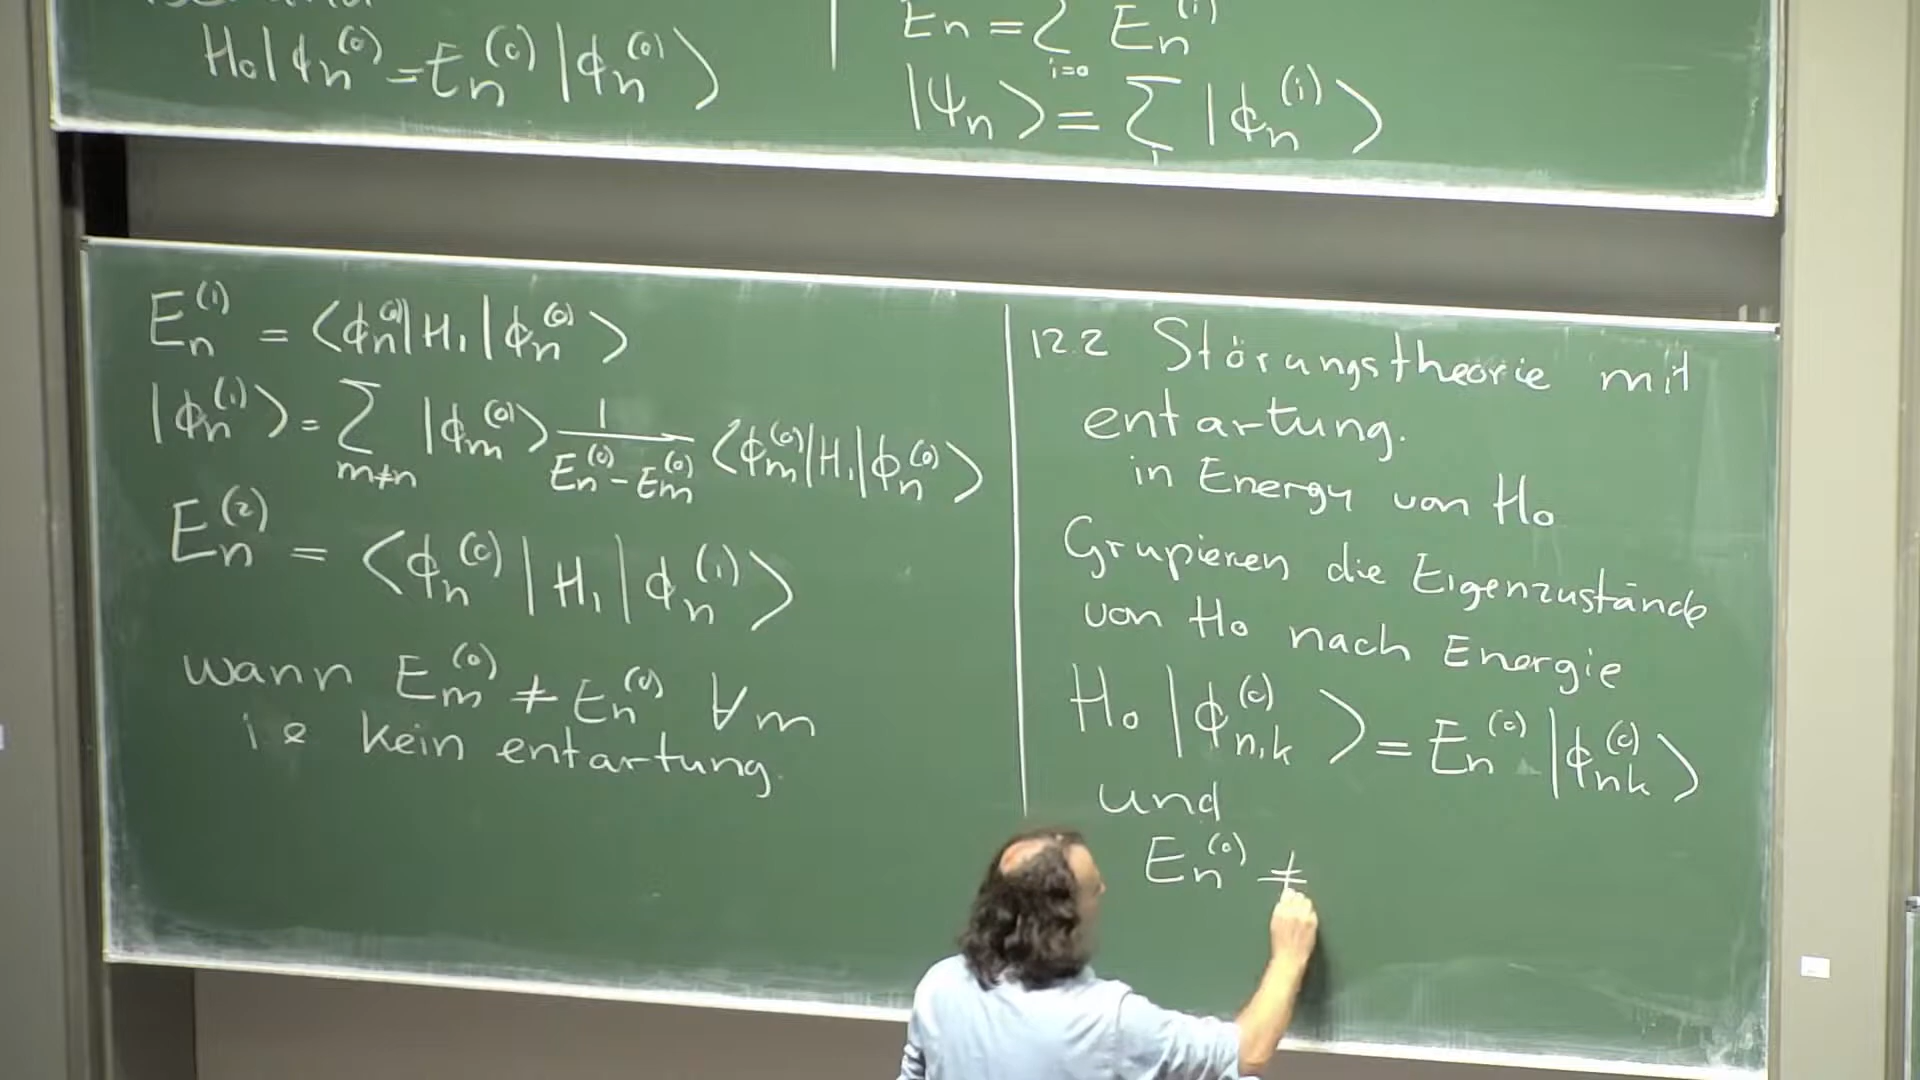 H₀|ϕₙ⁽⁰⁾ = Eₙ⁽⁰⁾ |ϕₙ⁽⁰⁾⟩
Eₙ = ∑ᵢ₌₀ Eₙ⁽ⁱ⁾
|ψₙ⟩ = ∑ᵢ |ϕₙ⁽ⁱ⁾⟩
Eₙ⁽¹⁾ = ⟨ϕₙ⁽⁰⁾|H₁|ϕₙ⁽⁰⁾⟩
|ϕₙ⁽¹⁾⟩ = ∑_{m≠n} |ϕₘ⁽⁰⁾⟩ 1/(Eₙ⁽⁰⁾ - Eₘ⁽⁰⁾) ⟨ϕₘ⁽⁰⁾|H₁|ϕₙ⁽⁰⁾⟩
Eₙ⁽²⁾ = ⟨ϕₙ⁽⁰⁾|H₁|ϕₙ⁽¹⁾⟩
wann Eₘ⁽⁰⁾ ≠ Eₙ⁽⁰⁾ ∀m
i e kein entartung.
12.2 Störungstheorie mit
entartung.
in Energy von H₀
Grupieren die Eigenzustände
von H₀ nach Energie
H₀ |ϕ_{n,k}⁽⁰⁾⟩ = Eₙ⁽⁰⁾ |ϕ_{nk}⁽⁰⁾⟩
und
Eₙ⁽⁰⁾ ≠